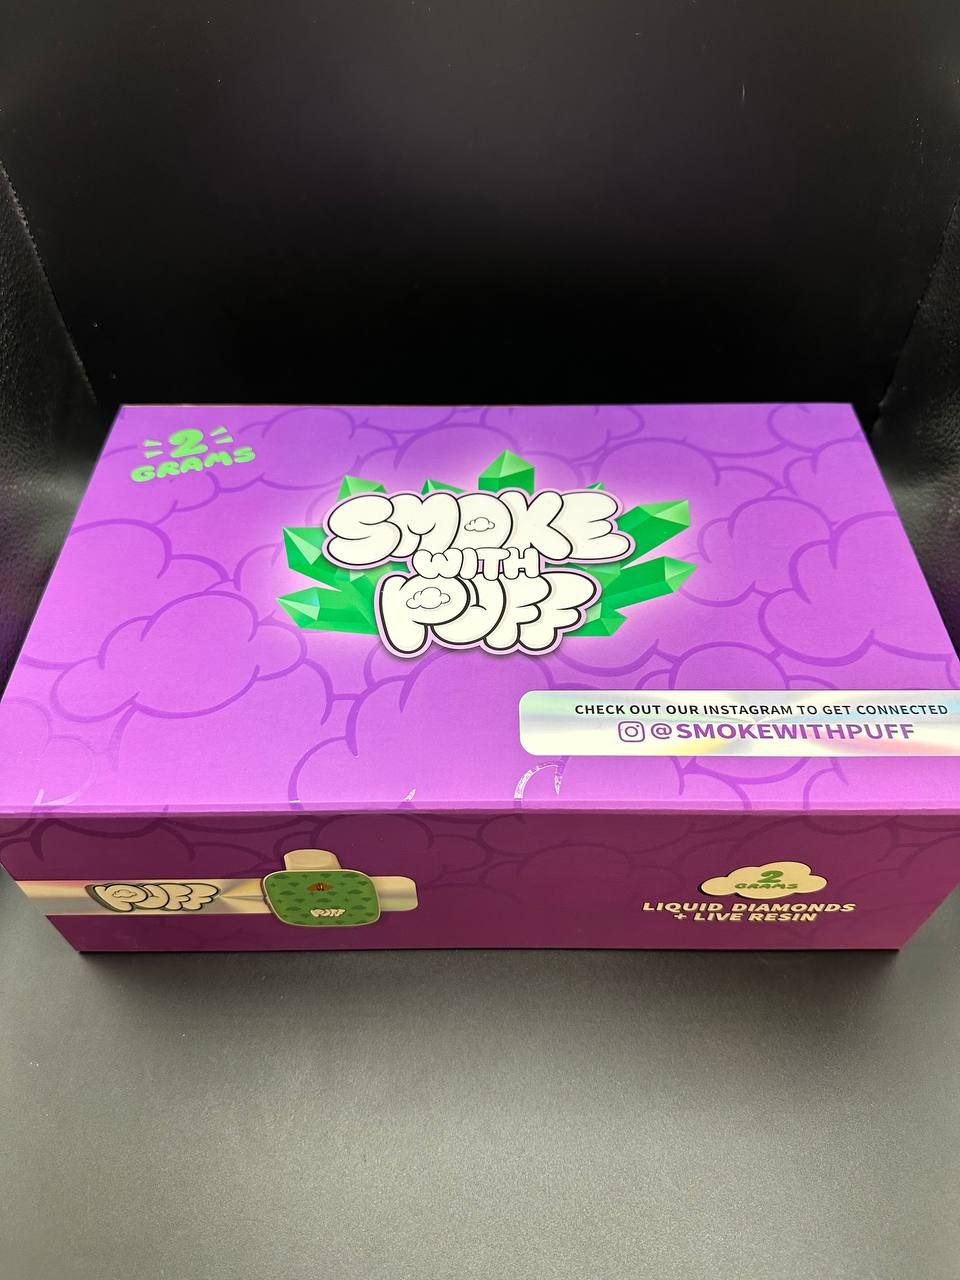 2
GRAMS
SMOKE
WITH
PUFF
CHECK OUT OUR INSTAGRAM TO GET CONNECTED
@SMOKEWITHPUFF
PUFF
PUFF
2
GRAMS
LIQUID DIAMONDS
+ LIVE RESIN